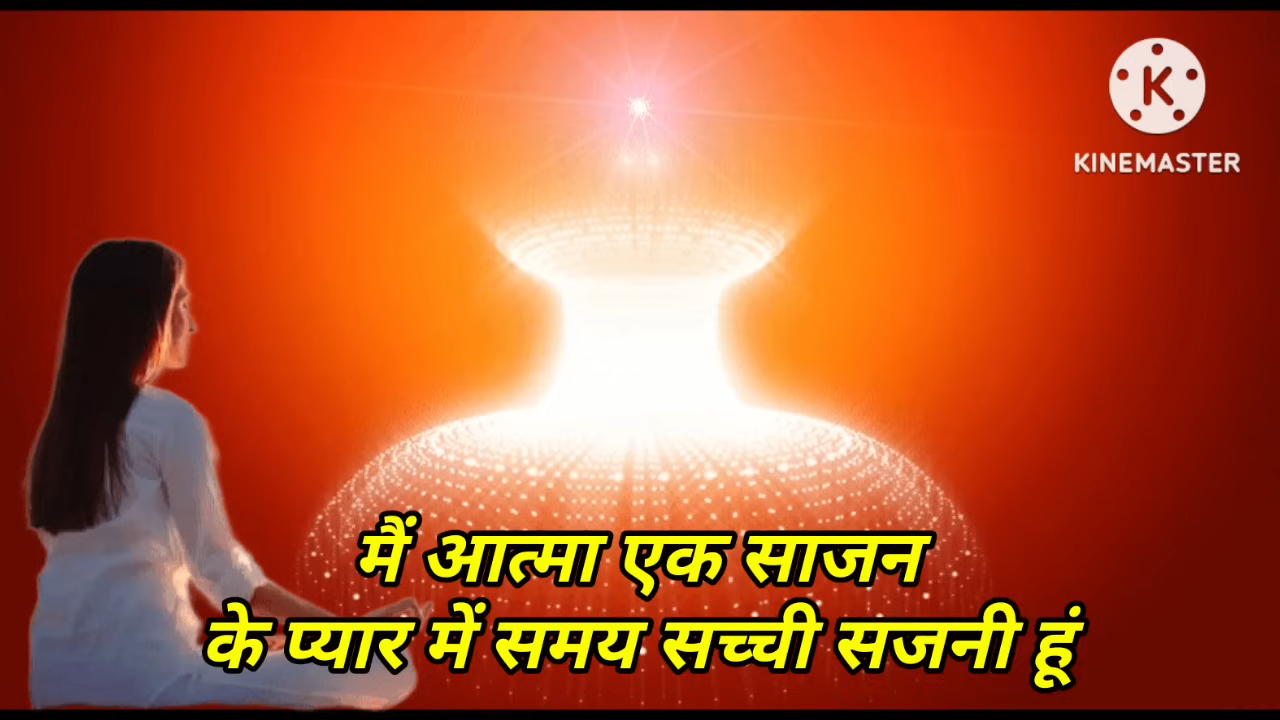 K
KINEMASTER
मैं आत्मा एक साजन
के प्यार में समय सच्ची सजनी हूं